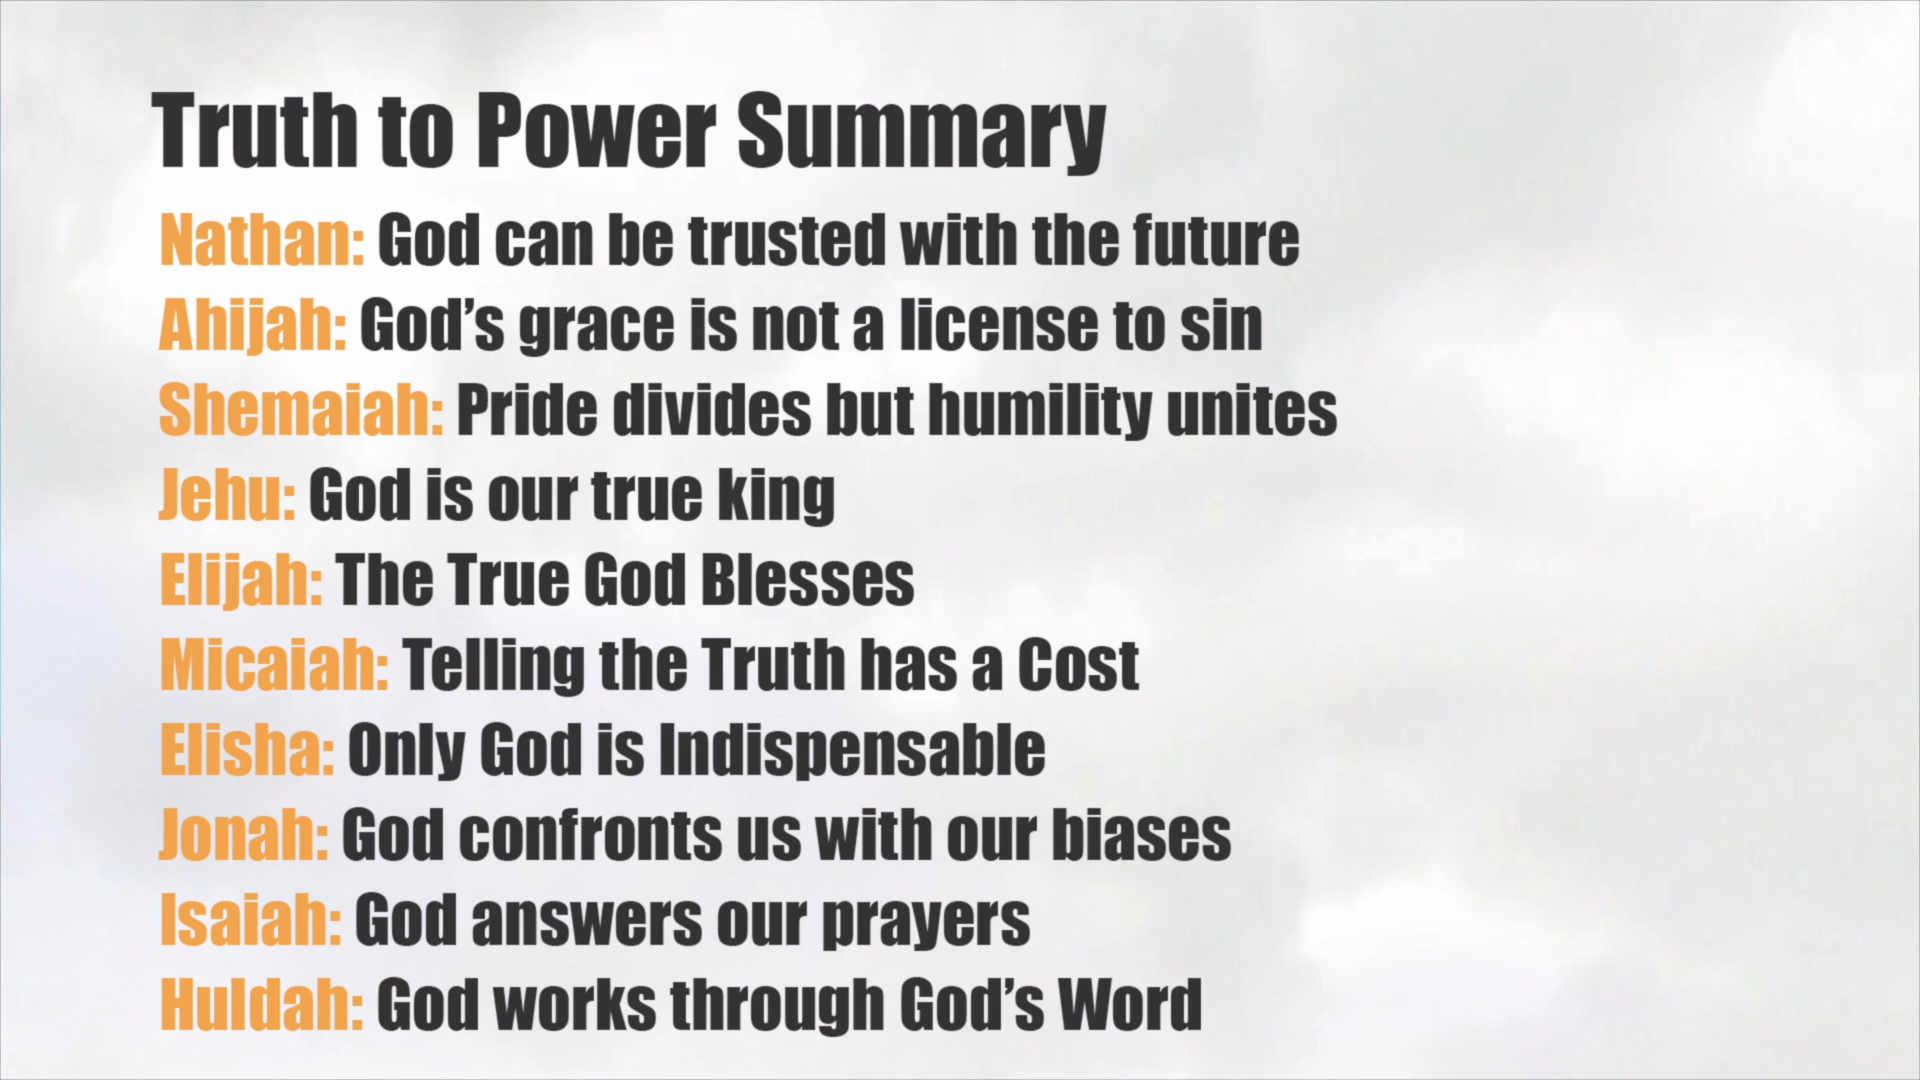 Truth to Power Summary
Nathan: God can be trusted with the future
Ahijah: God’s grace is not a license to sin
Shemaiah: Pride divides but humility unites
Jehu: God is our true king
Elijah: The True God Blesses
Micaiah: Telling the Truth has a Cost
Elisha: Only God is Indispensable
Jonah: God confronts us with our biases
Isaiah: God answers our prayers
Huldah: God works through God’s Word